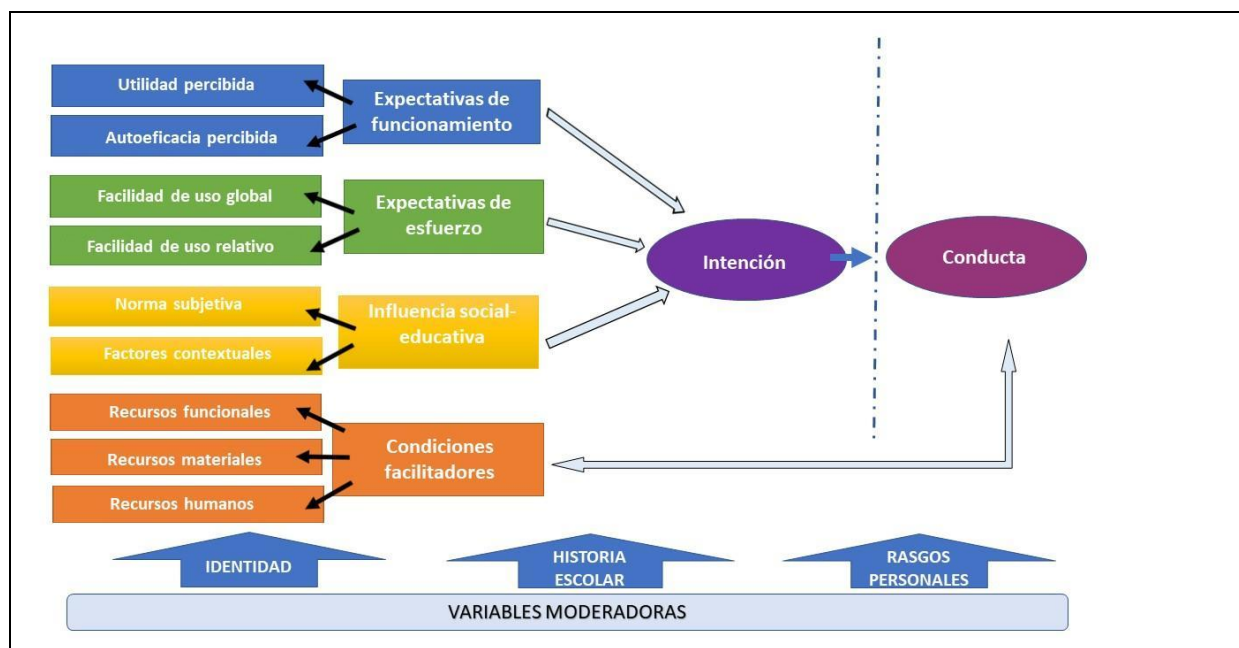 Utilidad percibida
Autoeficacia percibida
Expectativas de
funcionamiento
Facilidad de uso global
Facilidad de uso relativo
Expectativas de
esfuerzo
Norma subjetiva
Factores contextuales
Influencia social-
educativa
Recursos funcionales
Recursos materiales
Recursos humanos
Condiciones
facilitadores
Intención
Conducta
IDENTIDAD
HISTORIA
ESCOLAR
RASGOS
PERSONALES
VARIABLES MODERADORAS